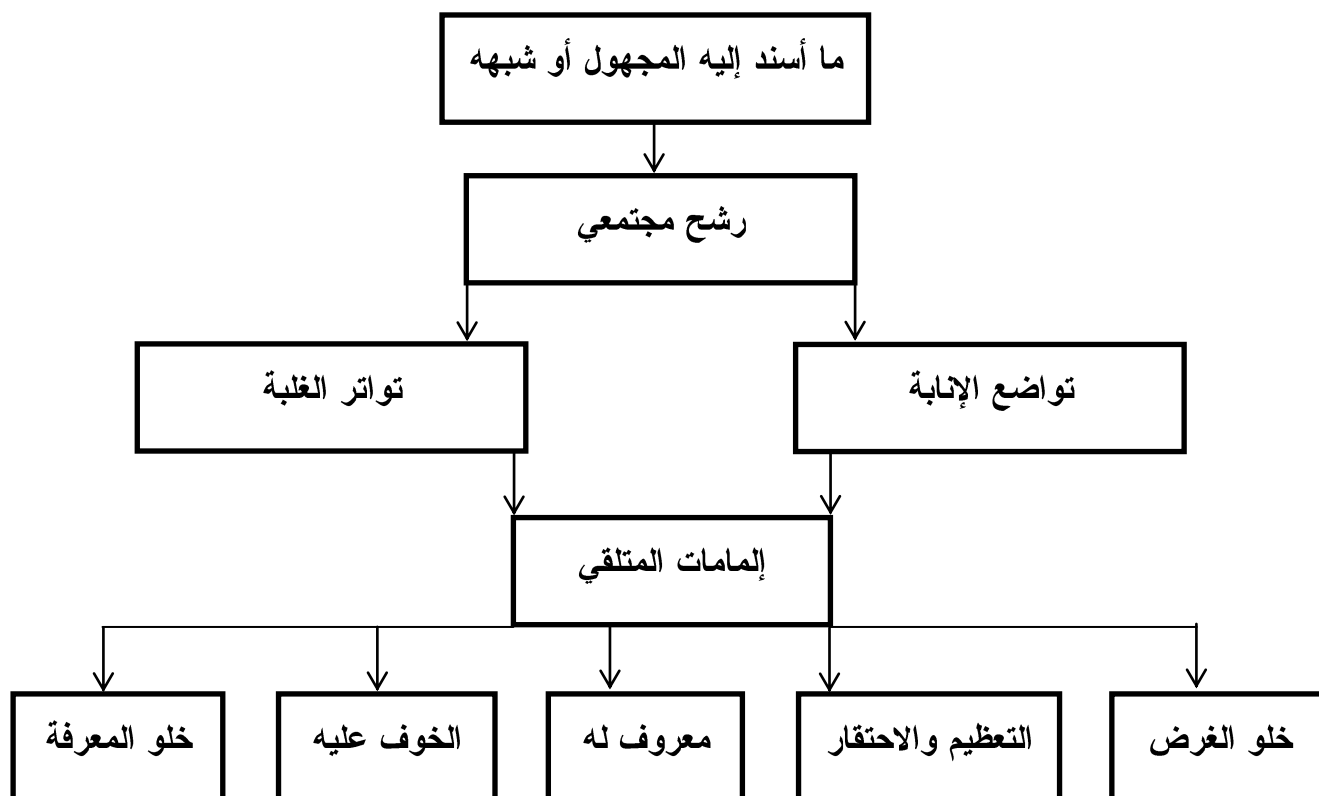 ما أسند إليه المجهول أو شبهه
رشح مجتمعي
تواضع الإنابة
تواتر الغلبة
إلمامات المتلقي
خلو الغرض
التعظيم والاحتقار
معروف له
الخوف عليه
خلو المعرفة